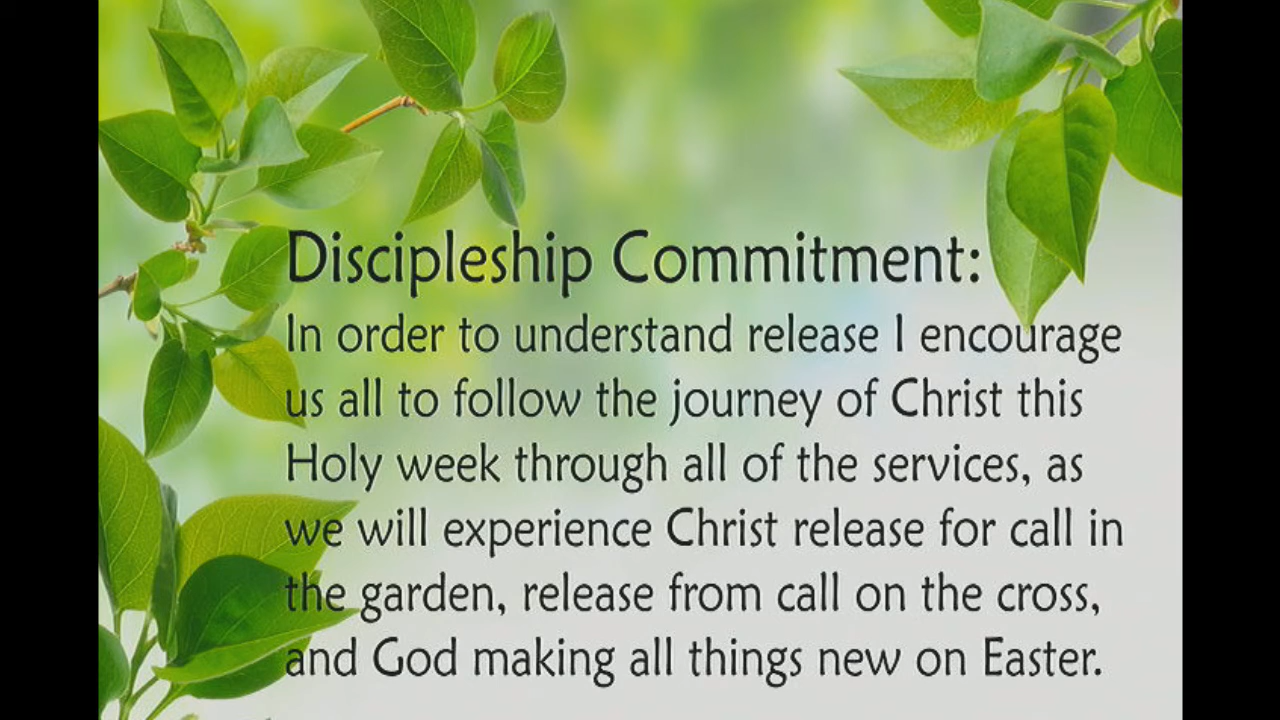 Discipleship Commitment:
In order to understand release I encourage
us all to follow the journey of Christ this
Holy week through all of the services, as
we will experience Christ release for call in
the garden, release from call on the cross,
and God making all things new on Easter.